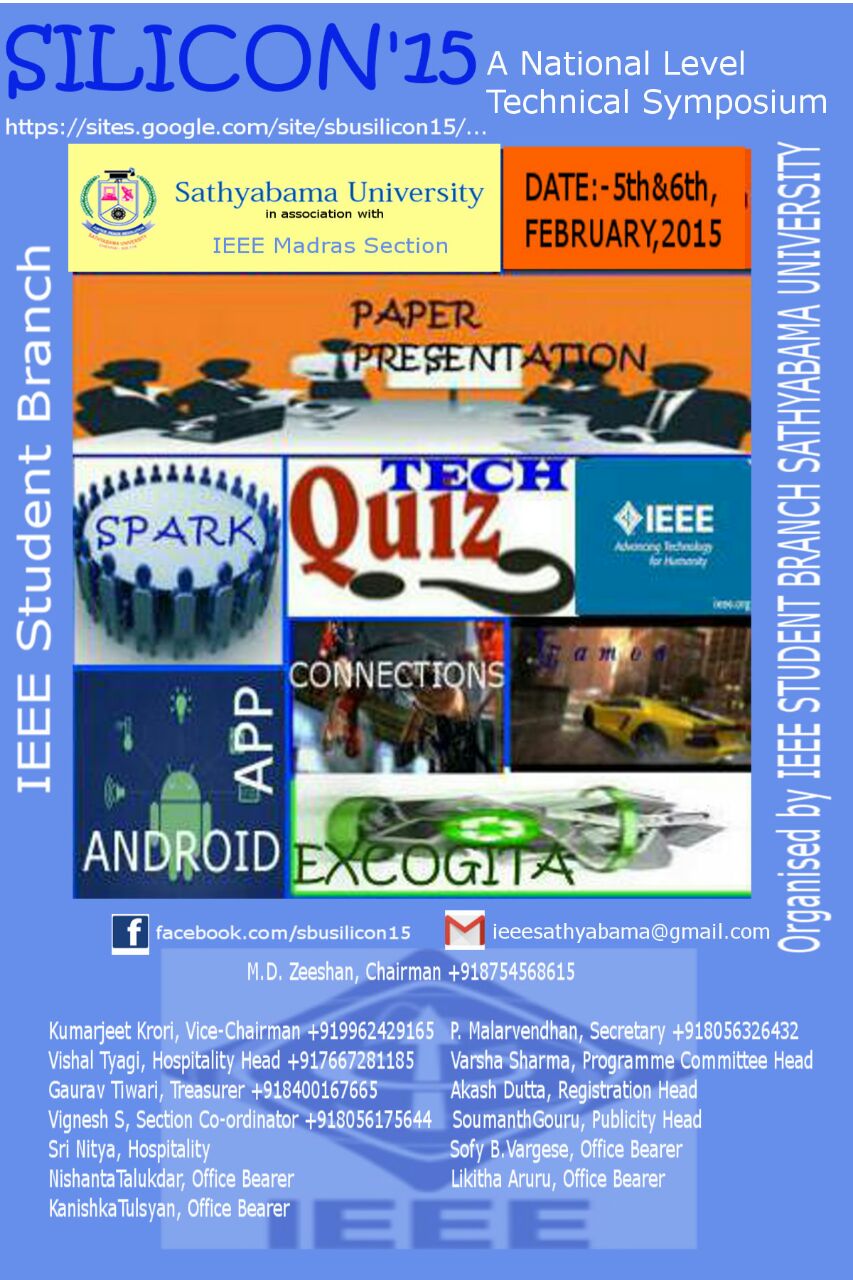 SILICON'15
A National Level
Technical Symposium
https://sites.google.com/site/sbusilicon15/...
Sathyabama University
in association with
IEEE Madras Section
DATE:-5th&6th,
FEBRUARY,2015
IEEE Student Branch
Organised by IEEE STUDENT BRANCH SATHYABAMA UNIVERSITY
PAPER
PRESENTATION
SPARK
TECH
Quiz
IEEE
Advancing Technology
for Humanity
ieee.org
CONNECTIONS
Games
APP
ANDROID
EXCOGITA
facebook.com/sbusilicon15
ieeesathyabama@gmail.com
M.D. Zeeshan, Chairman +918754568615
Kumarjeet Krori, Vice-Chairman +919962429165
P. Malarvendhan, Secretary +918056326432
Vishal Tyagi, Hospitality Head +917667281185
Varsha Sharma, Programme Committee Head
Gaurav Tiwari, Treasurer +918400167665
Akash Dutta, Registration Head
Vignesh S, Section Co-ordinator +918056175644
SoumanthGouru, Publicity Head
Sri Nitya, Hospitality
Sofy B.Vargese, Office Bearer
NishantaTalukdar, Office Bearer
Likitha Aruru, Office Bearer
KanishkaTulsyan, Office Bearer
IEEE